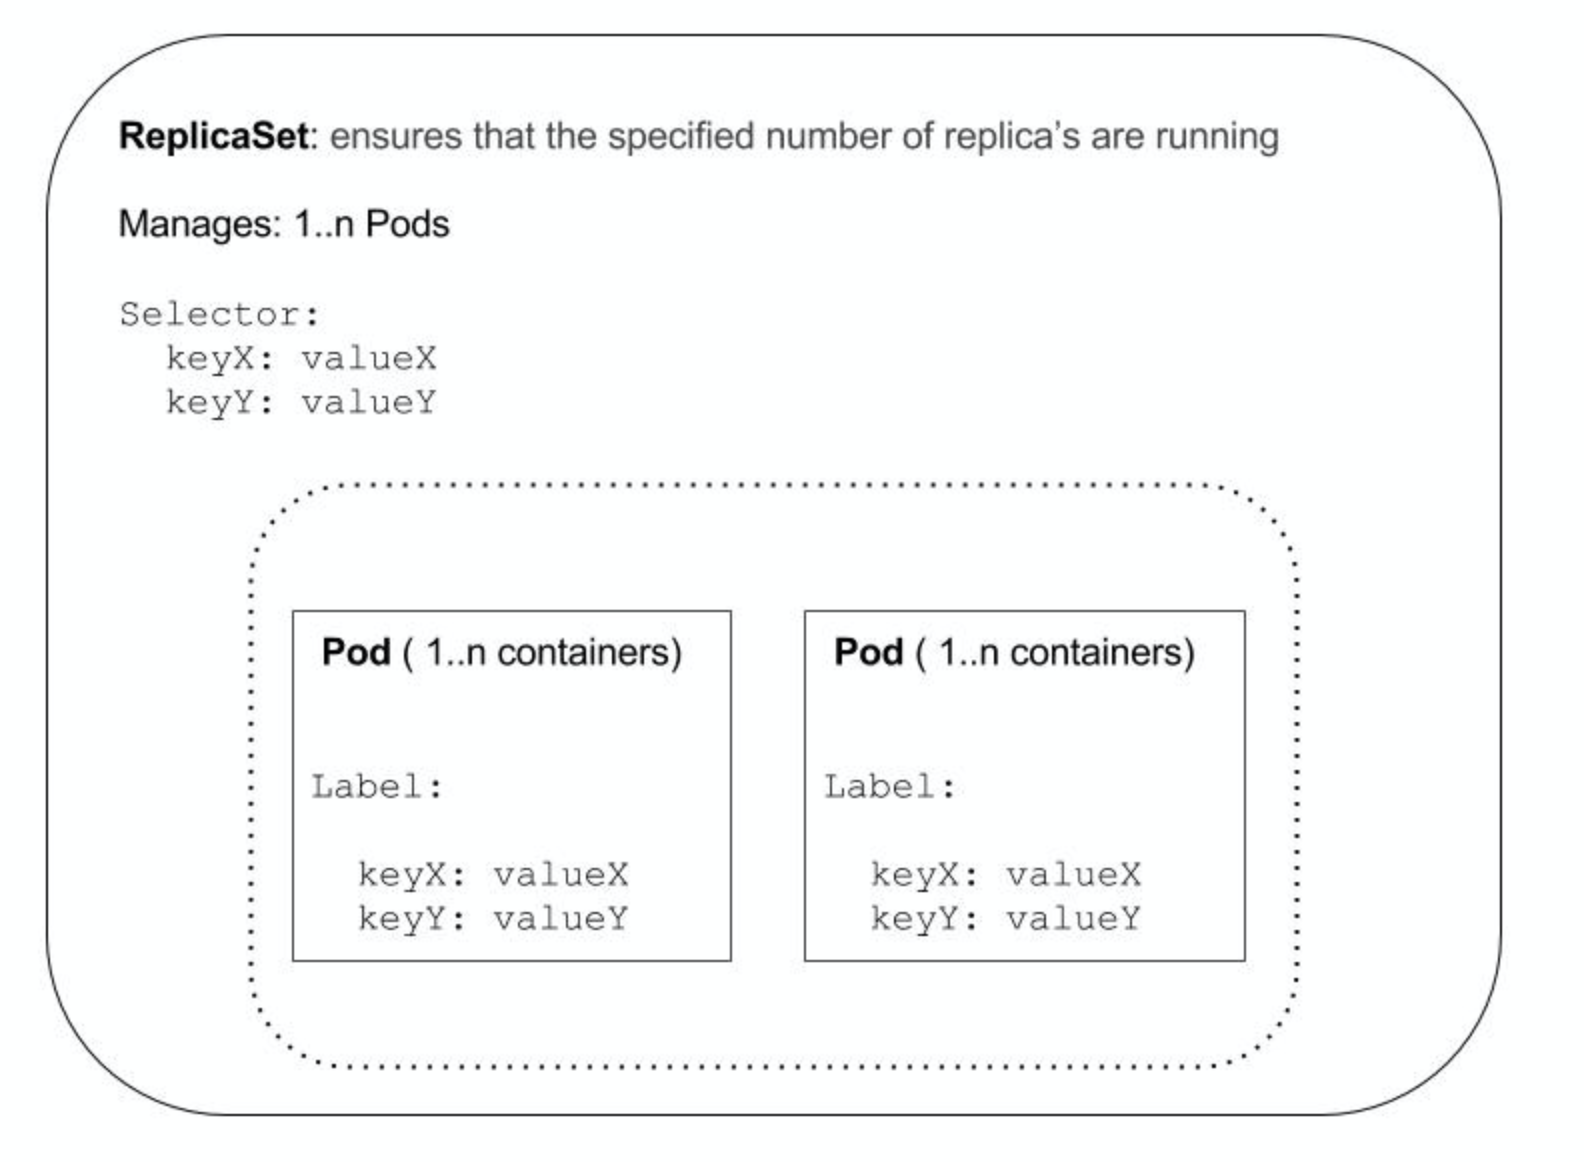 ReplicaSet: ensures that the specified number of replica’s are running
Manages: 1..n Pods
Selector:
keyX: valueX
keyY: valueY
Pod ( 1..n containers)
Label:
keyX: valueX
keyY: valueY
Pod ( 1..n containers)
Label:
keyX: valueX
keyY: valueY